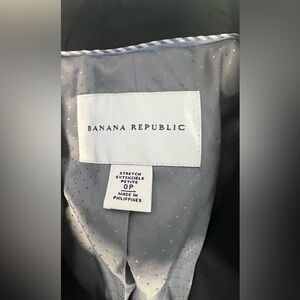 BANANA REPUBLIC
STRETCH
EXTENSIBLE
PETITE
0P
MADE IN
PHILIPPINES